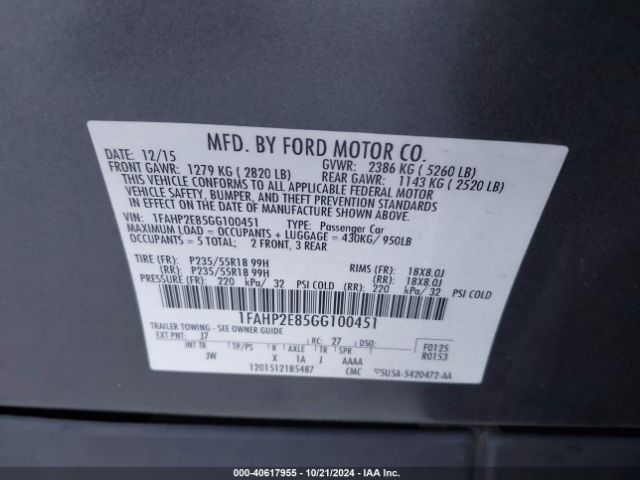 MFD. BY FORD MOTOR CO.
DATE: 12/15 GVWR: 2386 KG ( 5260 LB)
FRONT GAWR: 1279 KG ( 2820 LB) REAR GAWR: 1143 KG ( 2520 LB)
THIS VEHICLE CONFORMS TO ALL APPLICABLE FEDERAL MOTOR
VEHICLE SAFETY, BUMPER, AND THEFT PREVENTION STANDARDS
IN EFFECT ON THE DATE OF MANUFACTURE SHOWN ABOVE.
VIN: 1FAHP2E85GG100451 TYPE: Passenger Car
MAXIMUM LOAD = OCCUPANTS + LUGGAGE = 430KG/ 950LB
OCCUPANTS = 5 TOTAL; 2 FRONT, 3 REAR
TIRE (FR): P235/55R18 99H RIMS (FR): 18X8.0J
(RR): P235/55R18 99H (RR): 18X8.0J
PRESSURE (FR): 220 kPa/ 32 PSI COLD (RR): 220 kPa/ 32 PSI COLD
1FAHP2E85GG100451
TRAILER TOWING - SEE OWNER GUIDE
EXT PNT: J7 RC: 27 DSO: F0125
INT TR TP/PS R AXLE TR SPR R0153
JW X 1A J AAAA
1201512185487 CMC 5U5A-5420472-AA
STOCK #: 40617955 - 10/21/2024 - IAA Inc.